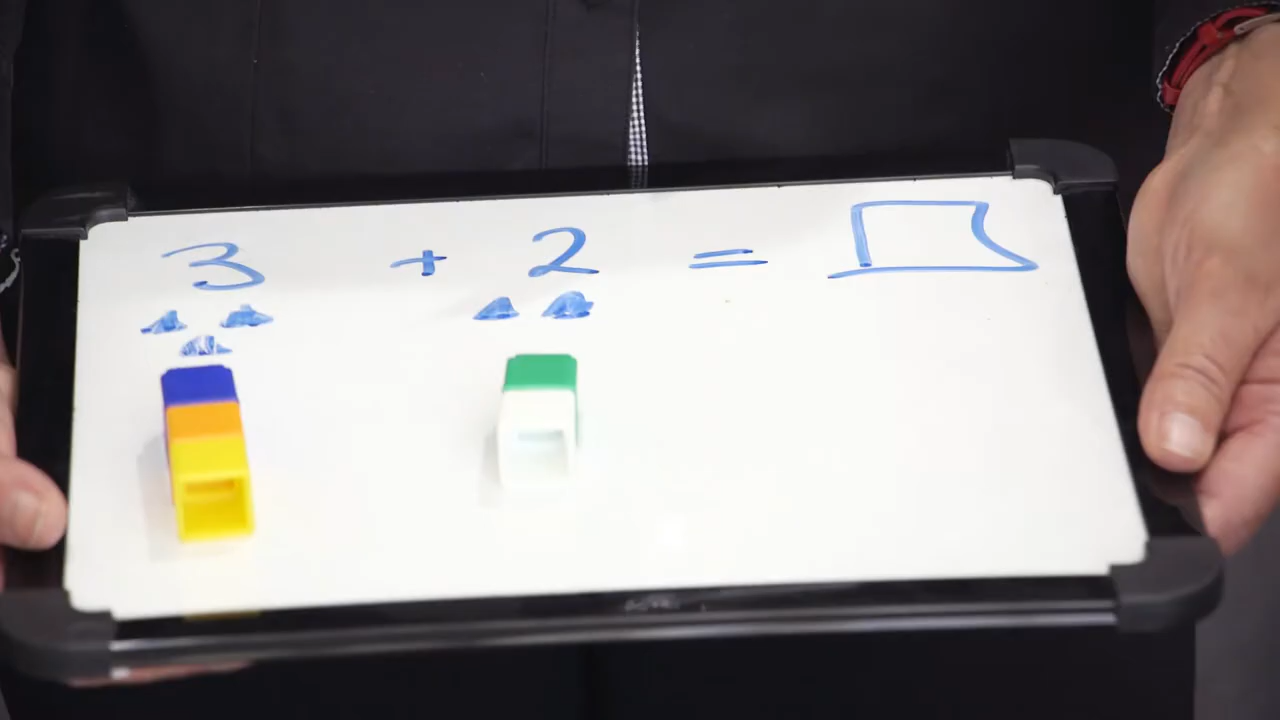 3 + 2 =